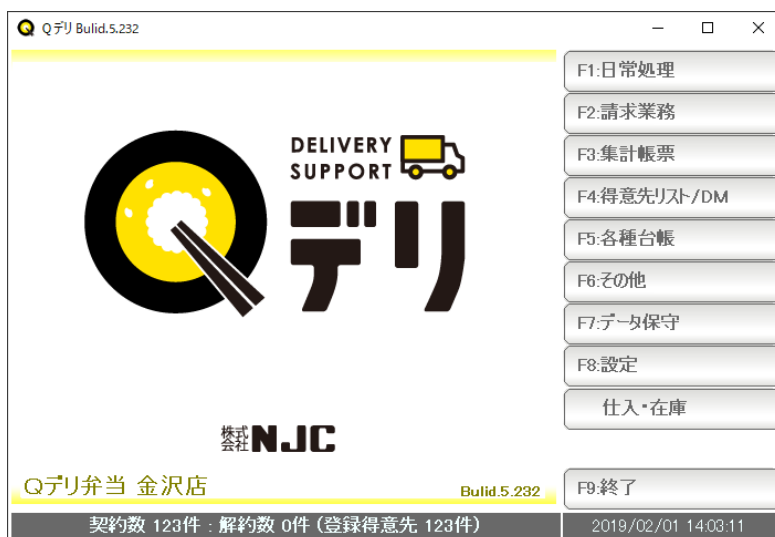 Qデリ Bulid.5.232
F1:日常処理
F2:請求業務
F3:集計帳票
F4:得意先リスト/DM
F5:各種台帳
F6:その他
F7:データ保守
F8:設定
仕入・在庫
F9:終了
DELIVERY
SUPPORT
Qデリ
株式会社NJC
Qデリ弁当 金沢店
Bulid.5.232
契約数 123件 : 解約数 0件 (登録得意先 123件)
2019/02/01 14:03:11